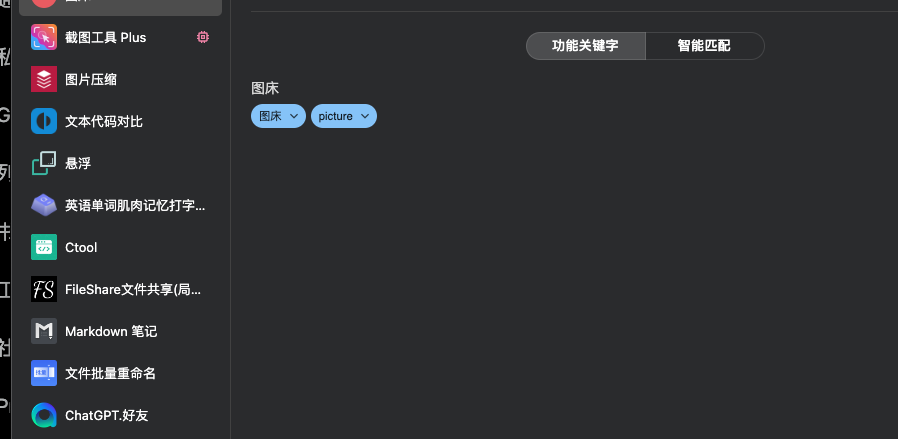 截图工具 Plus
图片压缩
文本代码对比
悬浮
英语单词肌肉记忆打字...
Ctool
FileShare文件共享(局...
Markdown 笔记
文件批量重命名
ChatGPT.好友
功能关键字
智能匹配
图床
图床
picture